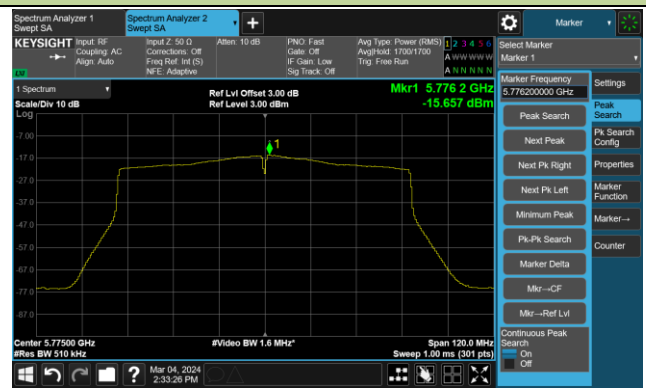 Spectrum Analyzer 1
Swept SA
Spectrum Analyzer 2
Swept SA
+
Marker
KEYSIGHT
Input: RF
Coupling: AC
Align: Auto
Input Z: 50 Ω
Corrections: Off
Freq Ref: Int (S)
NFE: Adaptive
Atten: 10 dB
PNO: Fast
Gate: Off
IF Gain: Low
Sig Track: Off
Avg Type: Power (RMS)
Avg|Hold: 1700/1700
Trig: Free Run
1 2 3 4 5 6
A W W W W W
A N N N N N
LXI
Select Marker
Marker 1
1 Spectrum
Scale/Div 10 dB
Log
Ref Lvl Offset 3.00 dB
Ref Level 3.00 dBm
Mkr1 5.776 2 GHz
-15.657 dBm
-7.00
-17.0
-27.0
-37.0
-47.0
-57.0
-67.0
-77.0
-87.0
1
Center 5.77500 GHz
#Res BW 510 kHz
#Video BW 1.6 MHz*
Span 120.0 MHz
Sweep 1.00 ms (301 pts)
Marker Frequency
5.776200000 GHz
Peak Search
Next Peak
Next Pk Right
Next Pk Left
Minimum Peak
Pk-Pk Search
Marker Delta
Mkr→CF
Mkr→Ref Lvl
Continuous Peak
Search
On
Off
Settings
Peak
Search
Pk Search
Config
Properties
Marker
Function
Marker→
Counter
?
Mar 04, 2024
2:33:26 PM